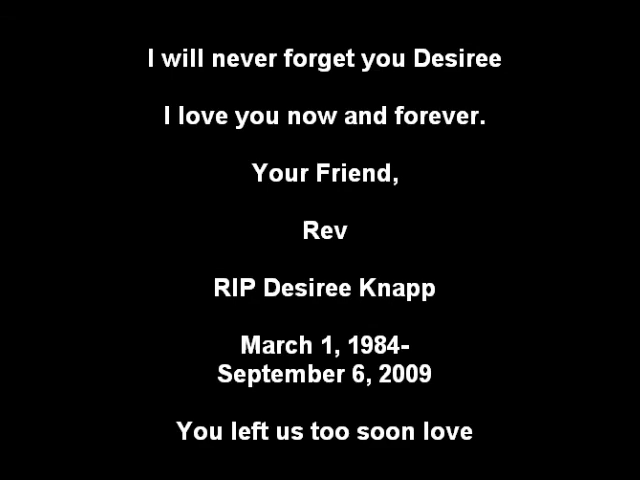 I will never forget you Desiree
I love you now and forever.
Your Friend,
Rev
RIP Desiree Knapp
March 1, 1984-
September 6, 2009
You left us too soon love